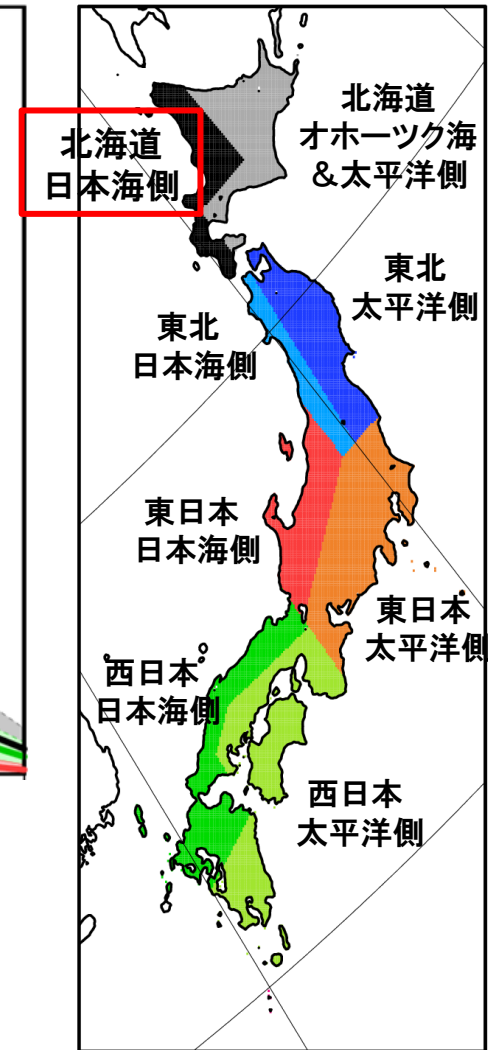 北海道
日本海側
北海道
オホーツク海
＆太平洋側
東北
太平洋側
東北
日本海側
東日本
日本海側
東日本
太平洋側
西日本
日本海側
西日本
太平洋側